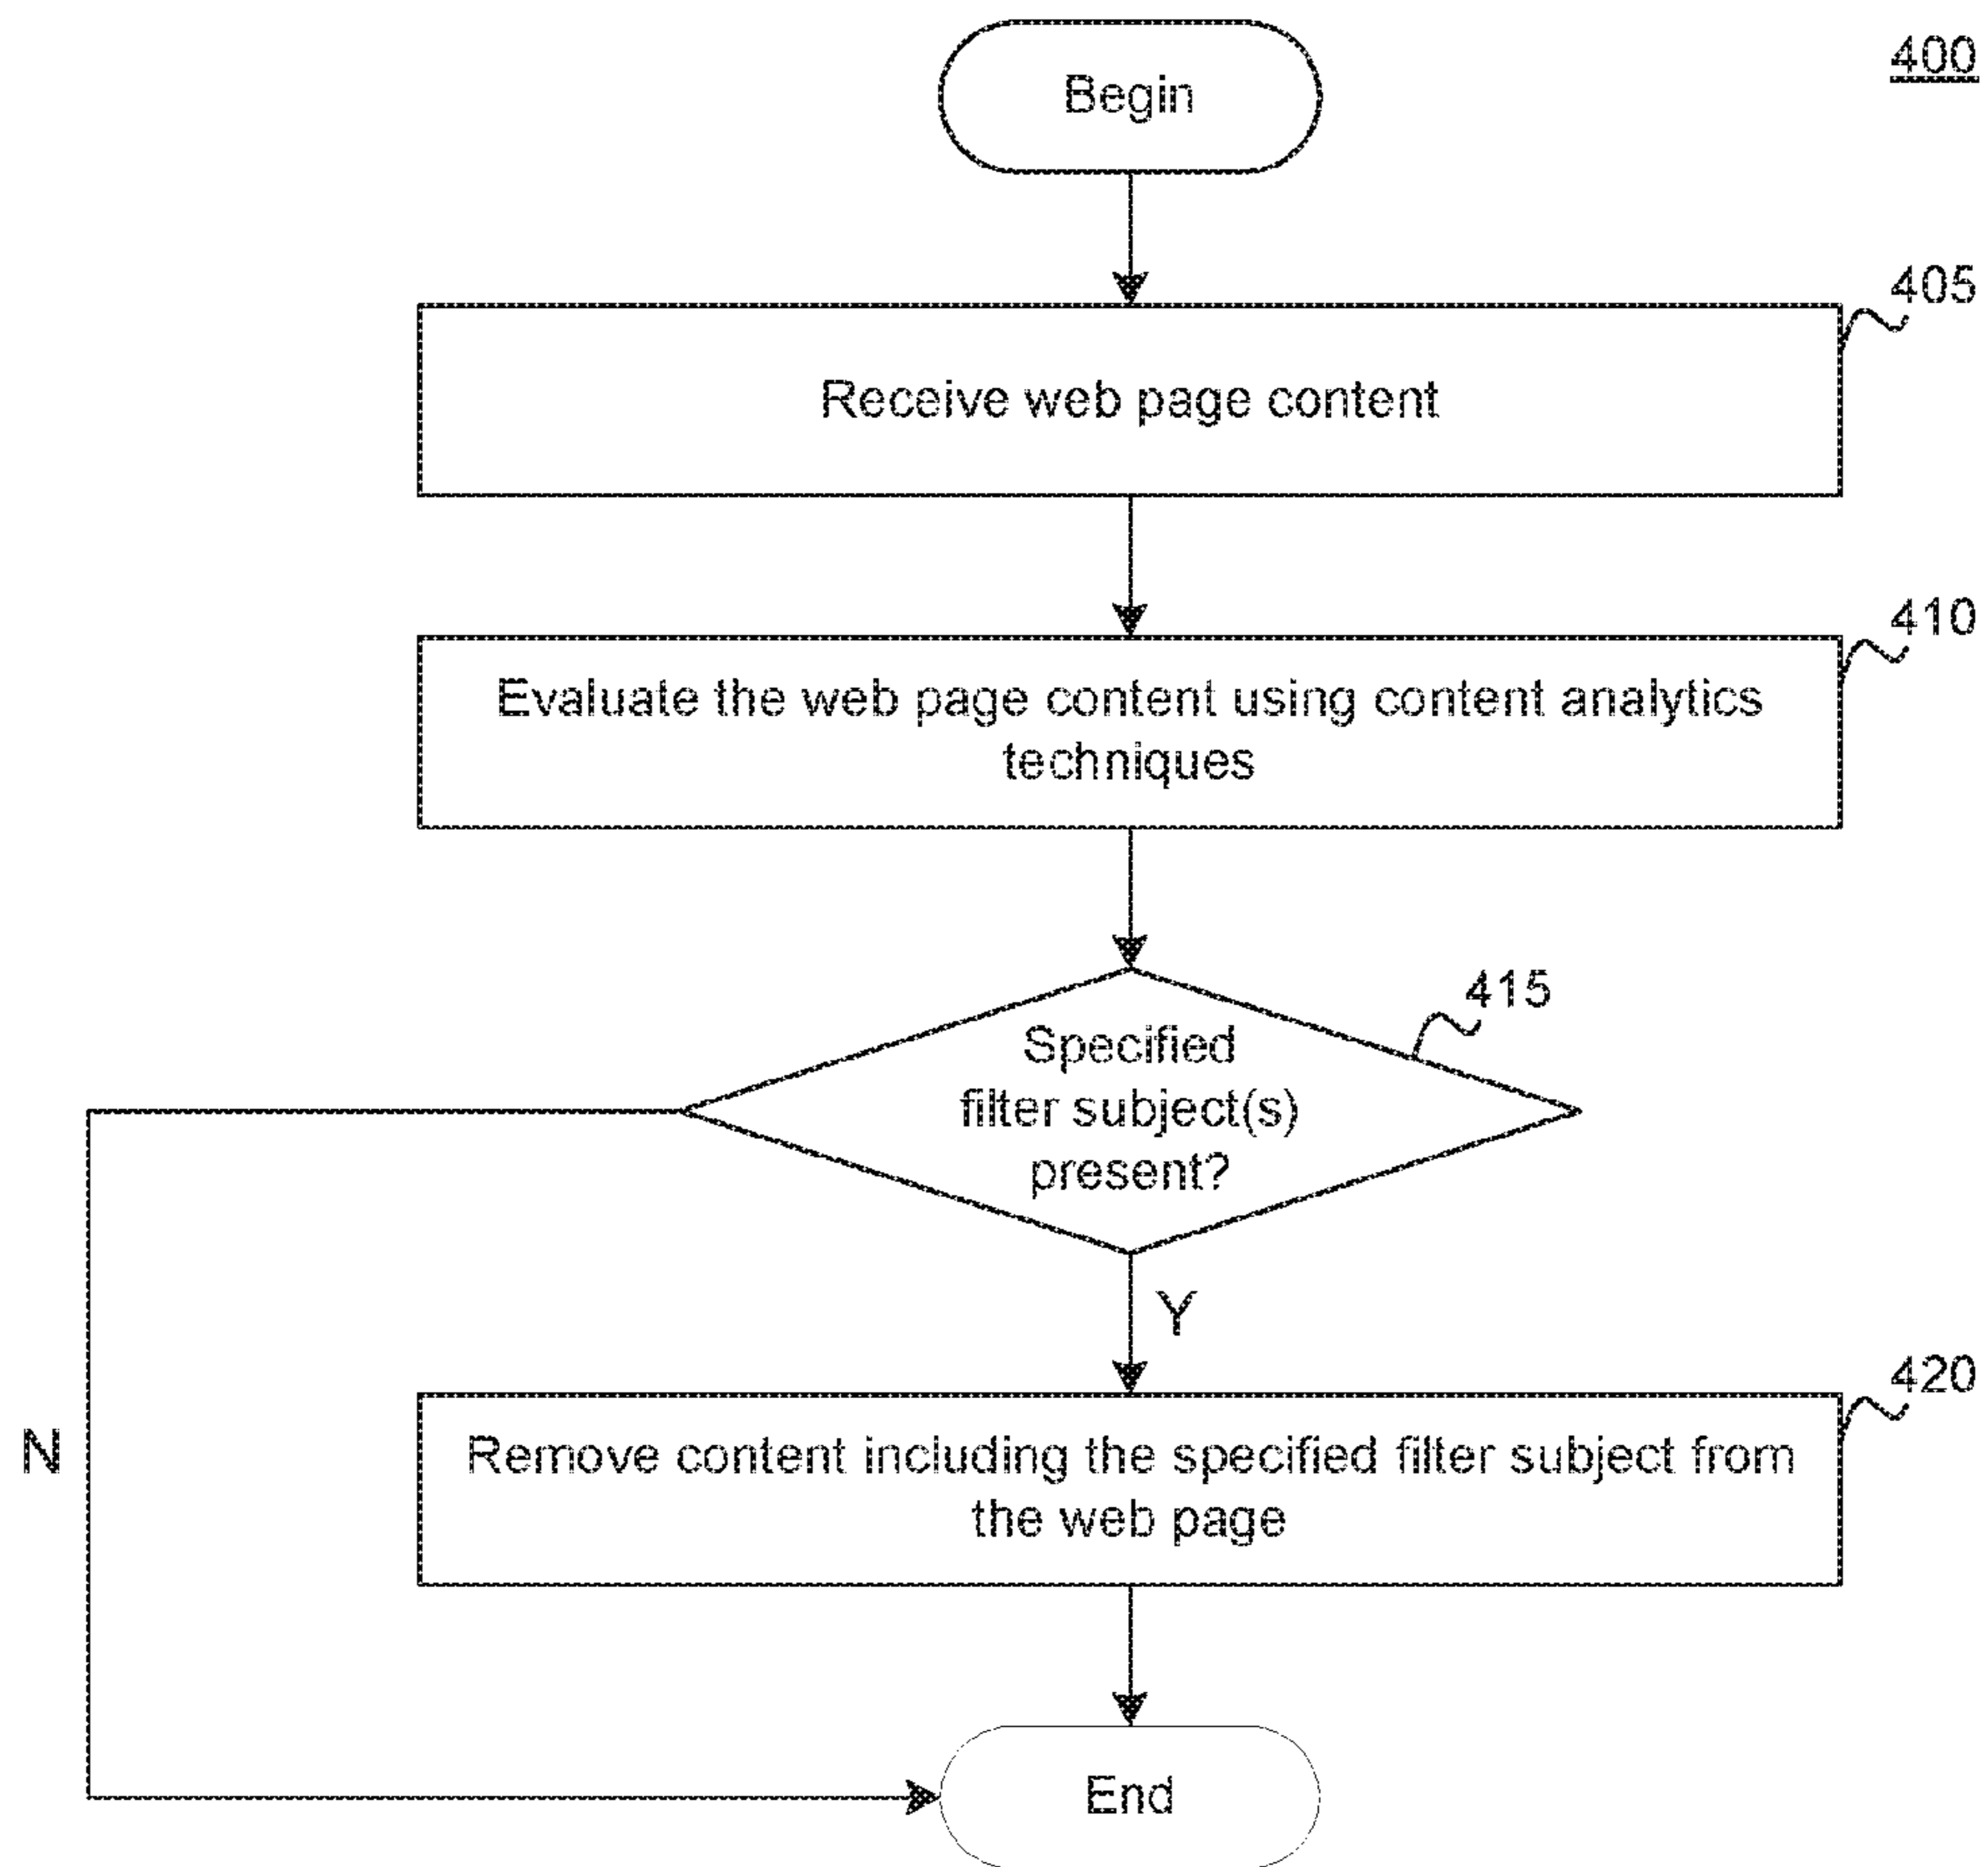 400
Begin
405
Receive web page content
410
Evaluate the web page content using content analytics
techniques
415
Specified
filter subject(s)
present?
Y
N
420
Remove content including the specified filter subject from
the web page
End